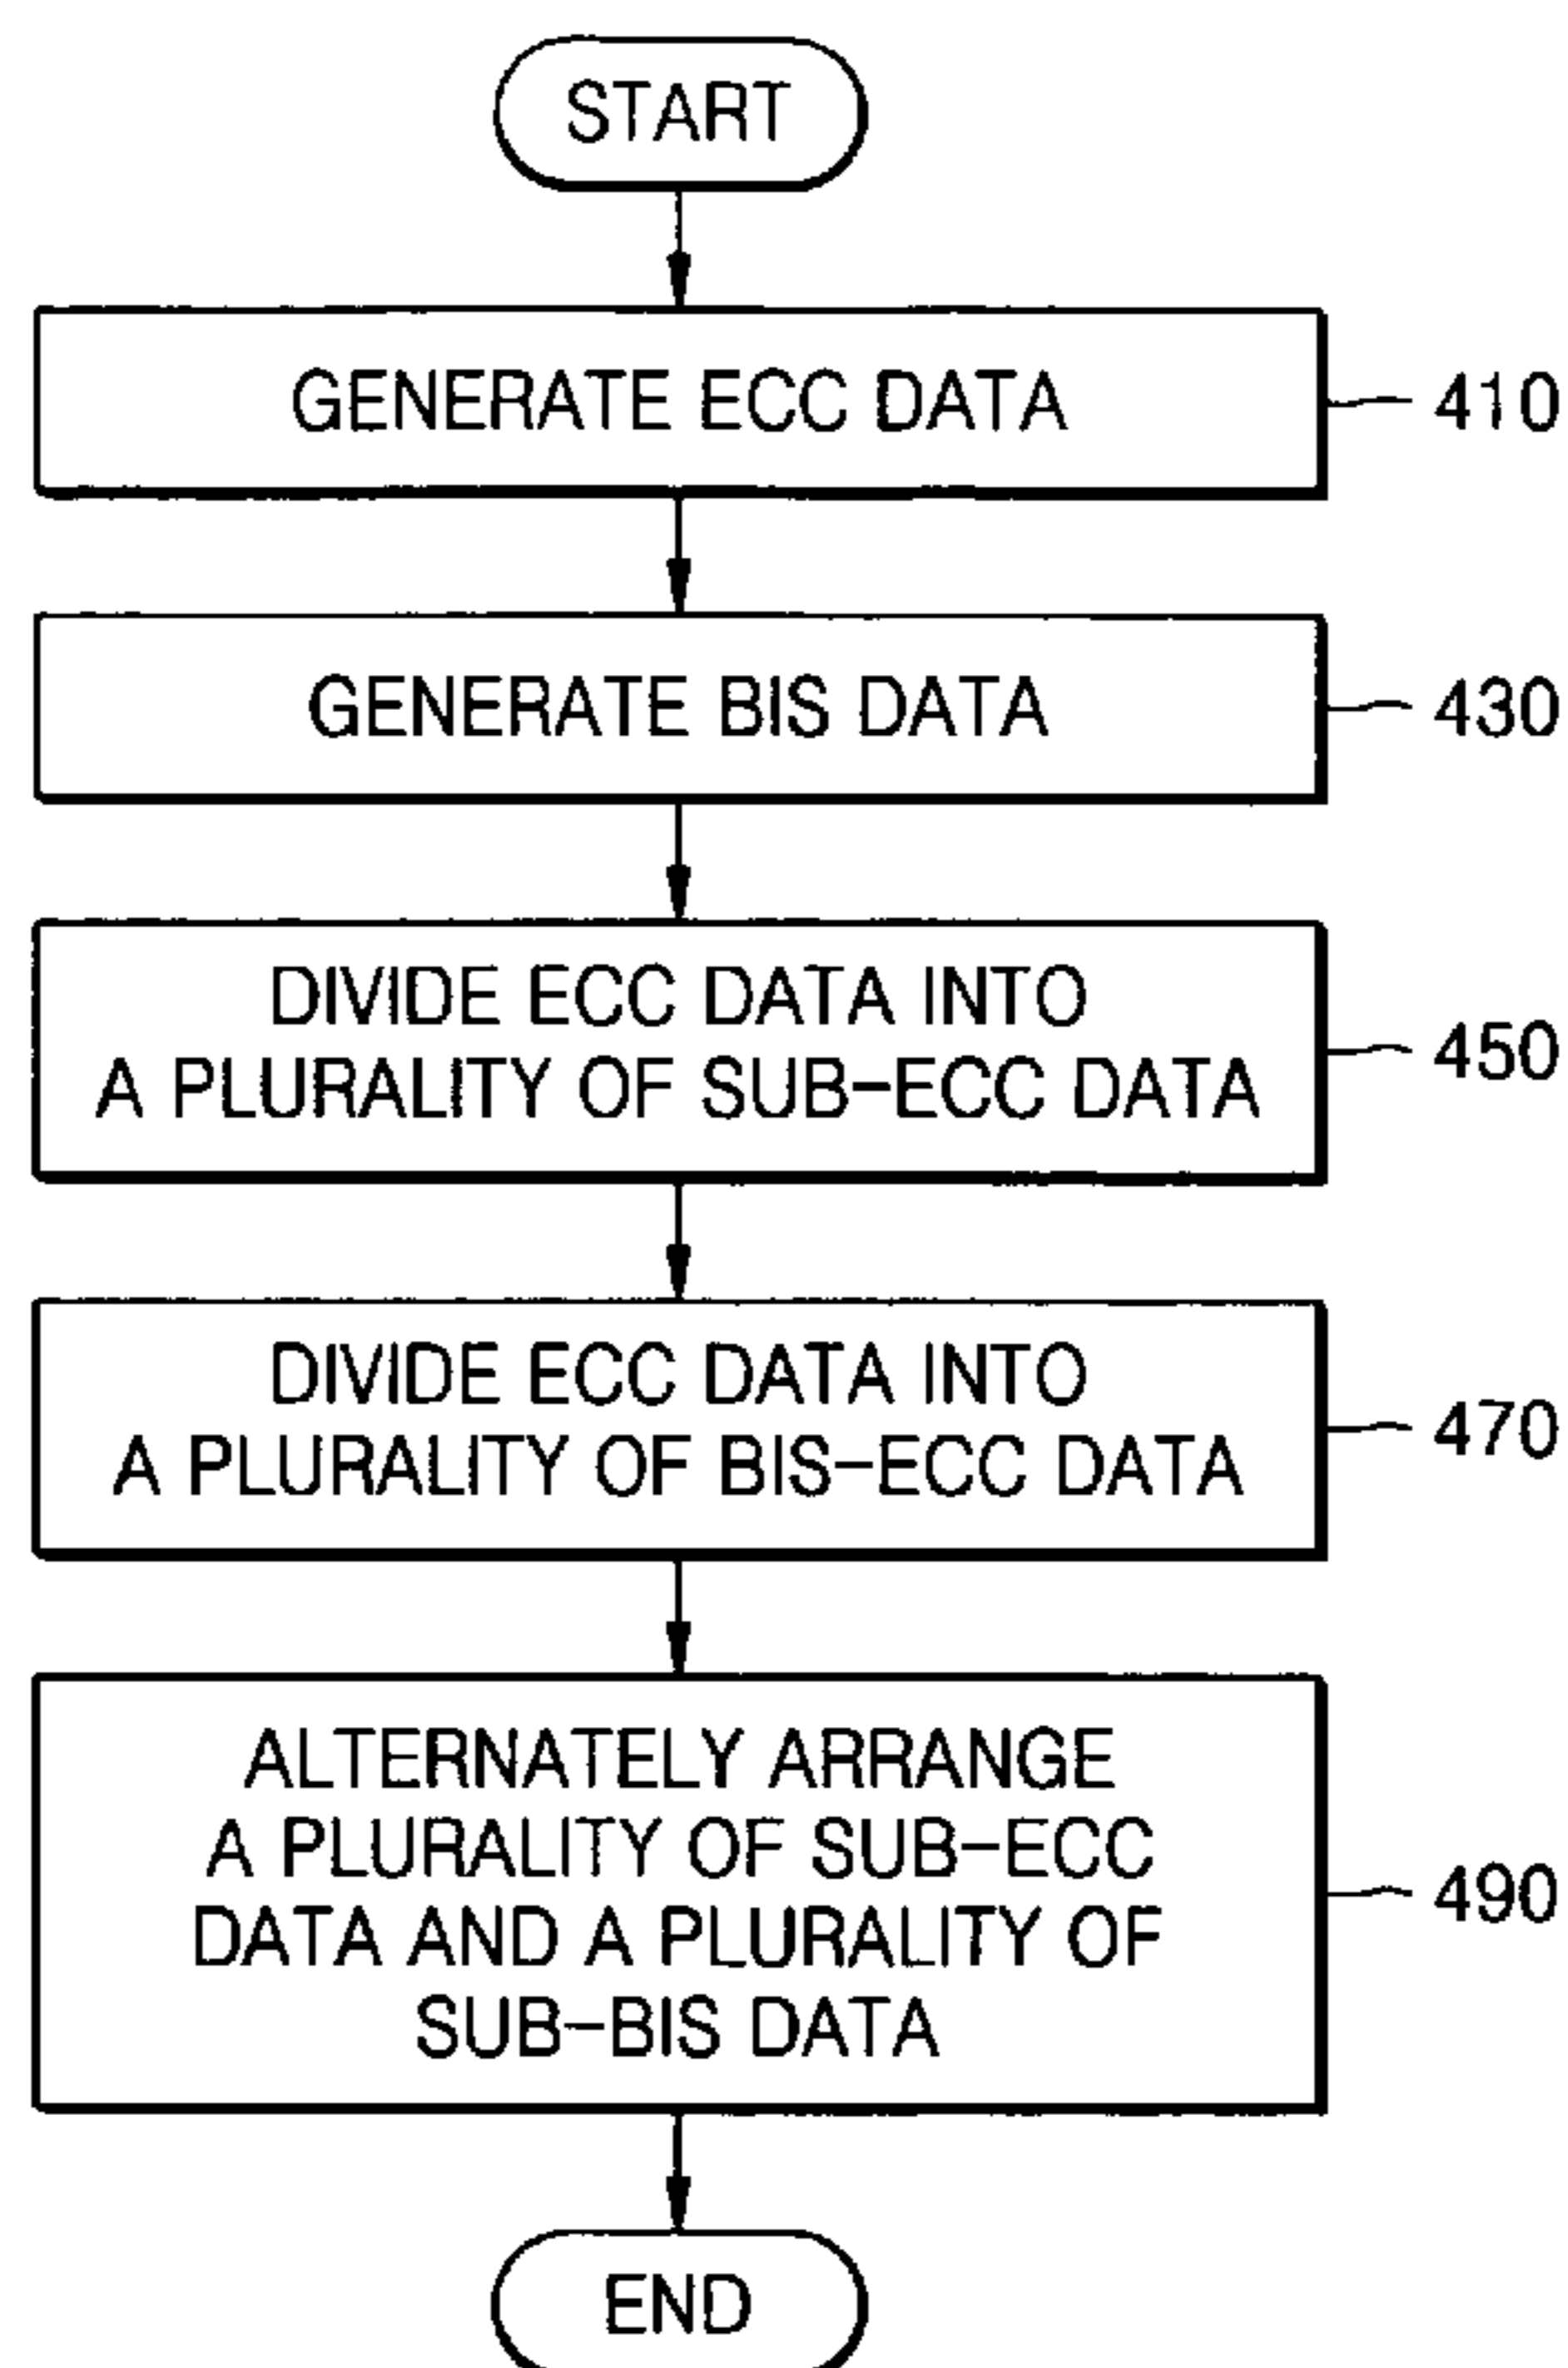 START
GENERATE ECC DATA
410
GENERATE BIS DATA
430
DIVIDE ECC DATA INTO
A PLURALITY OF SUB-ECC DATA
450
DIVIDE ECC DATA INTO
A PLURALITY OF BIS-ECC DATA
470
ALTERNATELY ARRANGE
A PLURALITY OF SUB-ECC
DATA AND A PLURALITY OF
SUB-BIS DATA
490
END